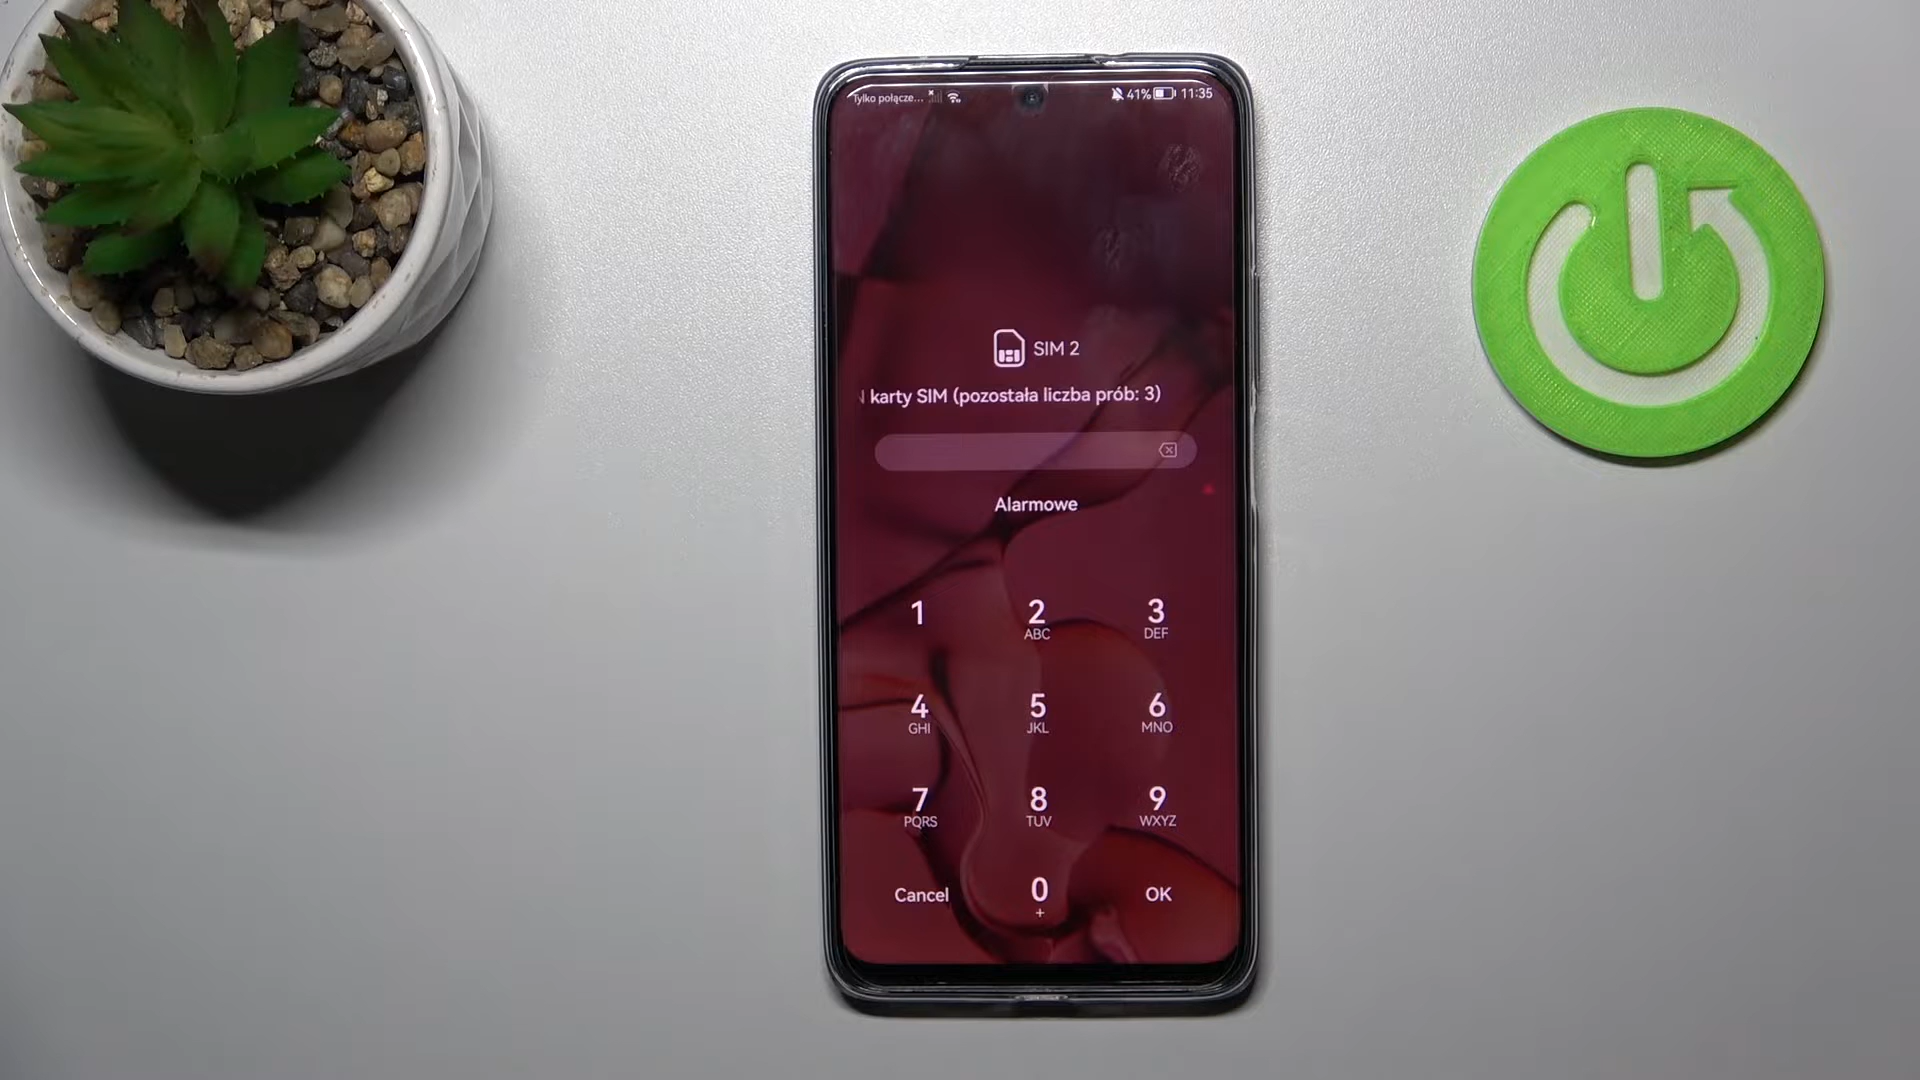 Tylko połącze... 41% 11:35
SIM 2
karty SIM (pozostała liczba prób: 3)
Alarmowe
1 2 3
ABC DEF
4 5 6
GHI JKL MNO
7 8 9
PQRS TUV WXYZ
Cancel 0 OK
+